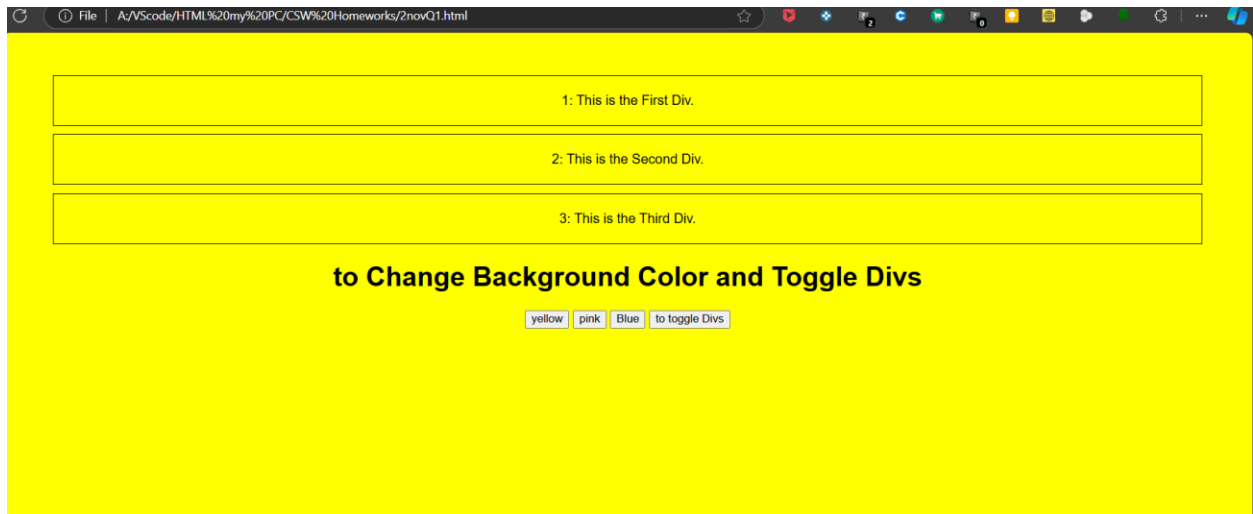 File | A:/VScode/HTML%20my%20PC/CSW%20Homeworks/2novQ1.html
2
0
1: This is the First Div.
2: This is the Second Div.
3: This is the Third Div.
to Change Background Color and Toggle Divs
yellow pink Blue to toggle Divs